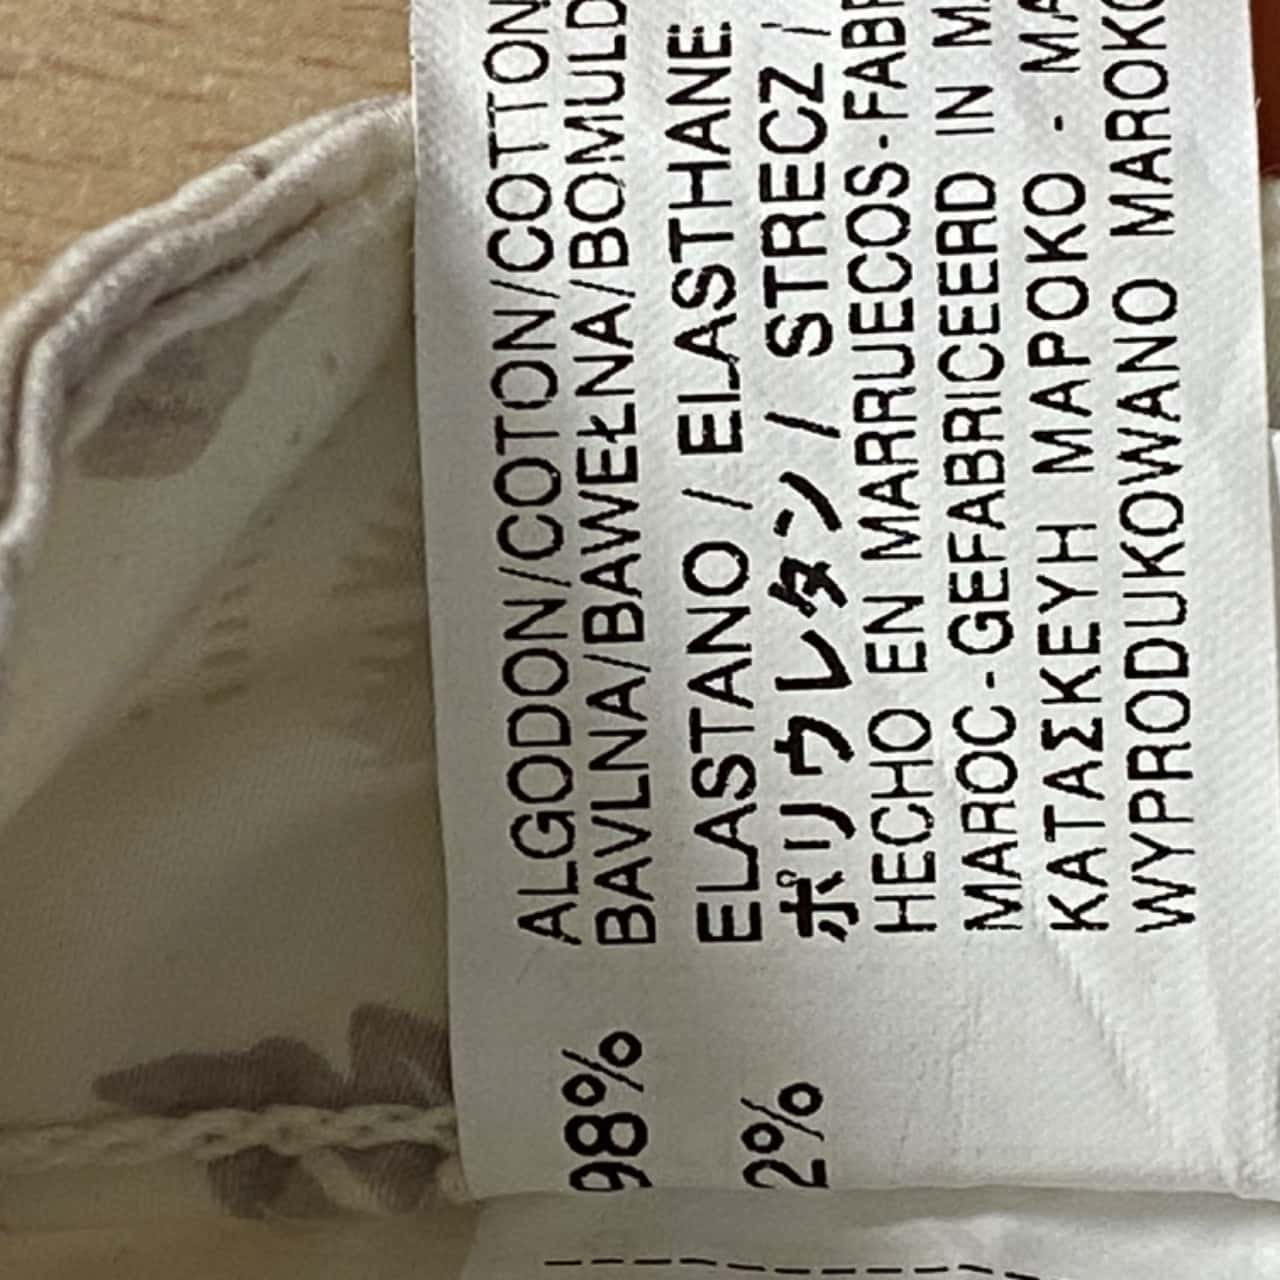 98% ALGODON/COTON/COTTON
BAVLNA/BAWEŁNA/BOMULD
2% ELASTANO / ELASTHANE
ポリウレタン / STRECZ /
HECHO EN MARRUECOS-FABR
MAROC-GEFABRICEERD IN MA
ΚΑΤΑΣΚΕΥΗ ΜΑΡΟΚΟ - MA
WYPRODUKOWANO MAROKO